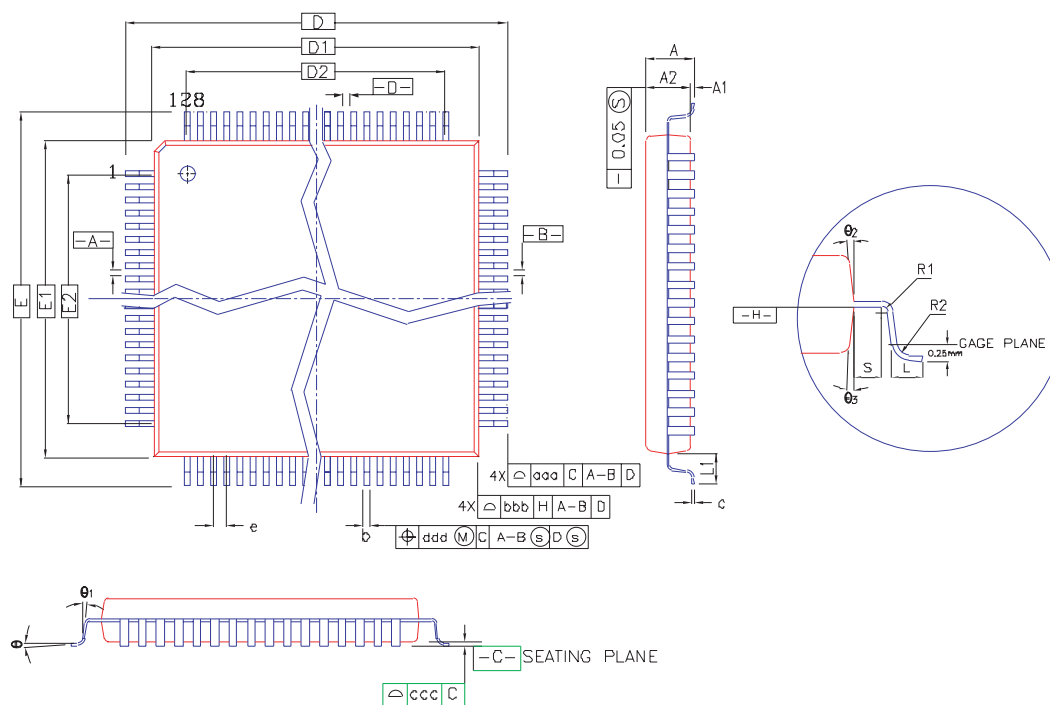 D
D1
D2
-D-
128
1
-A-
-B-
E
E1
E2
e
b
4X ⌓ aaa C A-B D
4X ⌓ bbb H A-B D
⌖ ddd Ⓜ C A-B ⓢ D ⓢ
A
A2
A1
- 0.05 Ⓢ
L1
c
θ2
R1
R2
-H-
GAGE PLANE
0.25mm
S
L
θ3
θ1
θ
-C- SEATING PLANE
⌓ ccc C